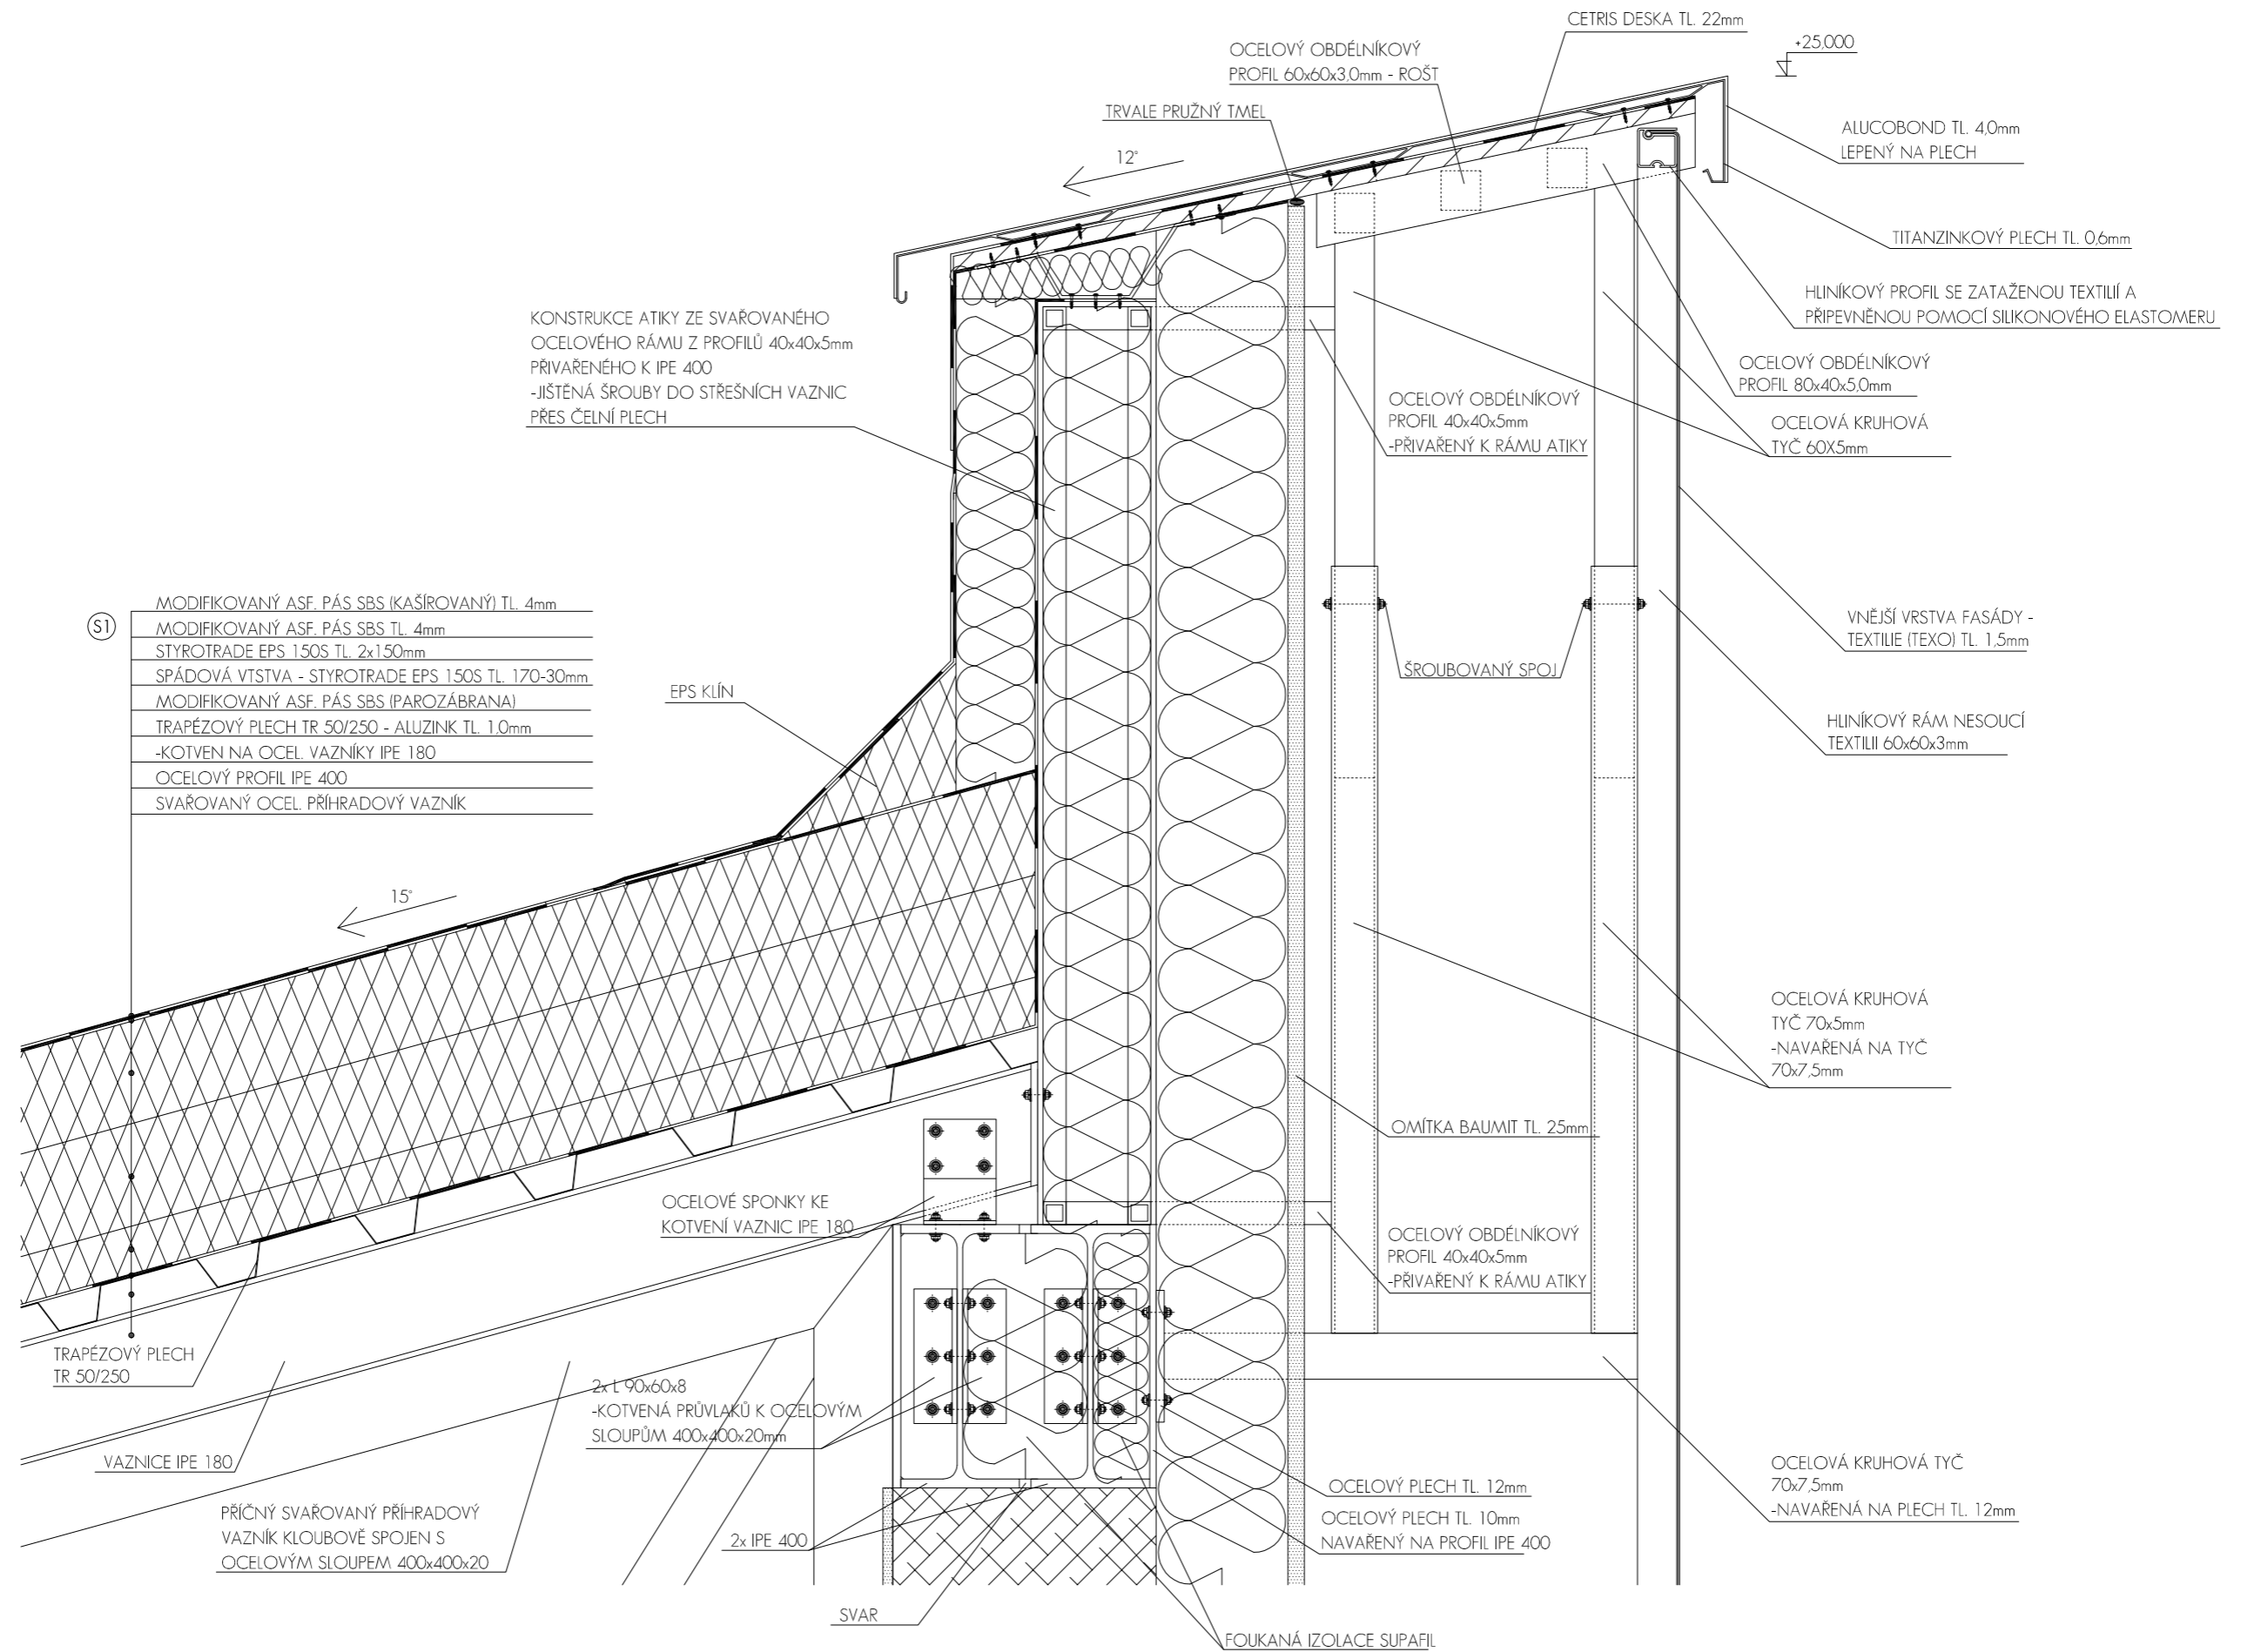 CETRIS DESKA TL. 22mm
+25,000
OCELOVÝ OBDÉLNÍKOVÝ
PROFIL 60x60x3,0mm - ROŠT
TRVALE PRUŽNÝ TMEL
12°
ALUCOBOND TL. 4,0mm
LEPENÝ NA PLECH
TITANZINKOVÝ PLECH TL. 0,6mm
HLINÍKOVÝ PROFIL SE ZATAŽENOU TEXTILIÍ A
PŘIPEVNĚNOU POMOCÍ SILIKONOVÉHO ELASTOMERU
KONSTRUKCE ATIKY ZE SVAŘOVANÉHO
OCELOVÉHO RÁMU Z PROFILŮ 40x40x5mm
PŘIVAŘENÉHO K IPE 400
-JIŠTĚNÁ ŠROUBY DO STŘEŠNÍCH VAZNIC
PŘES ČELNÍ PLECH
OCELOVÝ OBDÉLNÍKOVÝ
PROFIL 80x40x5,0mm
OCELOVÝ OBDÉLNÍKOVÝ
PROFIL 40x40x5mm
-PŘIVAŘENÝ K RÁMU ATIKY
OCELOVÁ KRUHOVÁ
TYČ 60X5mm
S1
MODIFIKOVANÝ ASF. PÁS SBS (KAŠÍROVANÝ) TL. 4mm
MODIFIKOVANÝ ASF. PÁS SBS TL. 4mm
STYROTRADE EPS 150S TL. 2x150mm
SPÁDOVÁ VTSTVA - STYROTRADE EPS 150S TL. 170-30mm
MODIFIKOVANÝ ASF. PÁS SBS (PAROZÁBRANA)
TRAPÉZOVÝ PLECH TR 50/250 - ALUZINK TL. 1.0mm
-KOTVEN NA OCEL. VAZNÍKY IPE 180
OCELOVÝ PROFIL IPE 400
SVAŘOVANÝ OCEL. PŘÍHRADOVÝ VAZNÍK
VNĚJŠÍ VRSTVA FASÁDY -
TEXTILIE (TEXO) TL. 1,5mm
ŠROUBOVANÝ SPOJ
EPS KLÍN
HLINÍKOVÝ RÁM NESOUCÍ
TEXTILII 60x60x3mm
15°
OCELOVÁ KRUHOVÁ
TYČ 70x5mm
-NAVAŘENÁ NA TYČ
70x7,5mm
OMÍTKA BAUMIT TL. 25mm
OCELOVÉ SPONKY KE
KOTVENÍ VAZNIC IPE 180
OCELOVÝ OBDÉLNÍKOVÝ
PROFIL 40x40x5mm
-PŘIVAŘENÝ K RÁMU ATIKY
TRAPÉZOVÝ PLECH
TR 50/250
2x L 90x60x8
-KOTVENÁ PRŮVLAKŮ K OCELOVÝM
SLOUPŮM 400x400x20mm
VAZNICE IPE 180
OCELOVÁ KRUHOVÁ TYČ
70x7,5mm
-NAVAŘENÁ NA PLECH TL. 12mm
OCELOVÝ PLECH TL. 12mm
PŘÍČNÝ SVAŘOVANÝ PŘÍHRADOVÝ
VAZNÍK KLOUBOVĚ SPOJEN S
OCELOVÝM SLOUPEM 400x400x20
OCELOVÝ PLECH TL. 10mm
NAVAŘENÝ NA PROFIL IPE 400
2x IPE 400
SVAR
FOUKANÁ IZOLACE SUPAFIL